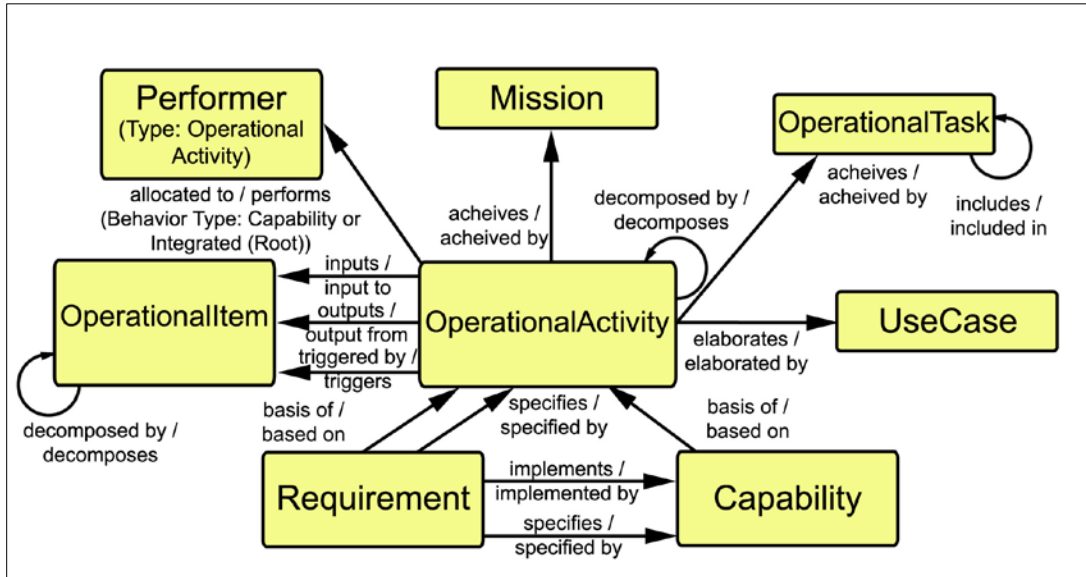 Performer
(Type: Operational
Activity)
Mission
OperationalTask
allocated to / performs
(Behavior Type: Capability or
Integrated (Root))
acheives /
acheived by
decomposed by /
decomposes
acheives /
acheived by
includes /
included in
OperationalItem
inputs /
input to
outputs /
output from
triggered by /
triggers
OperationalActivity
UseCase
elaborates /
elaborated by
decomposed by /
decomposes
basis of /
based on
specifies /
specified by
basis of /
based on
Requirement
implements /
implemented by
specifies /
specified by
Capability